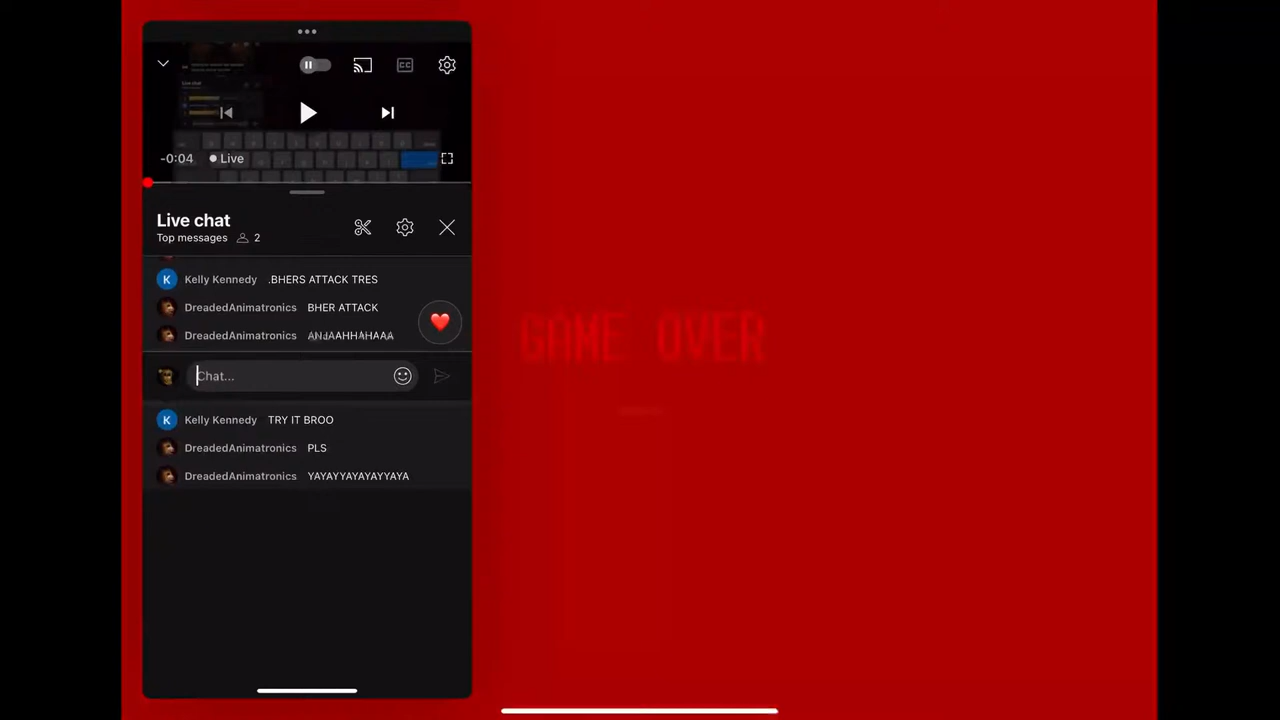 CC
-0:04 Live
Live chat
Top messages 2
Kelly Kennedy .BHERS ATTACK TRES
DreadedAnimatronics BHER ATTACK
DreadedAnimatronics
Chat...
Kelly Kennedy TRY IT BROO
DreadedAnimatronics PLS
DreadedAnimatronics YAYAYYAYAYAYYAYA
GAME OVER